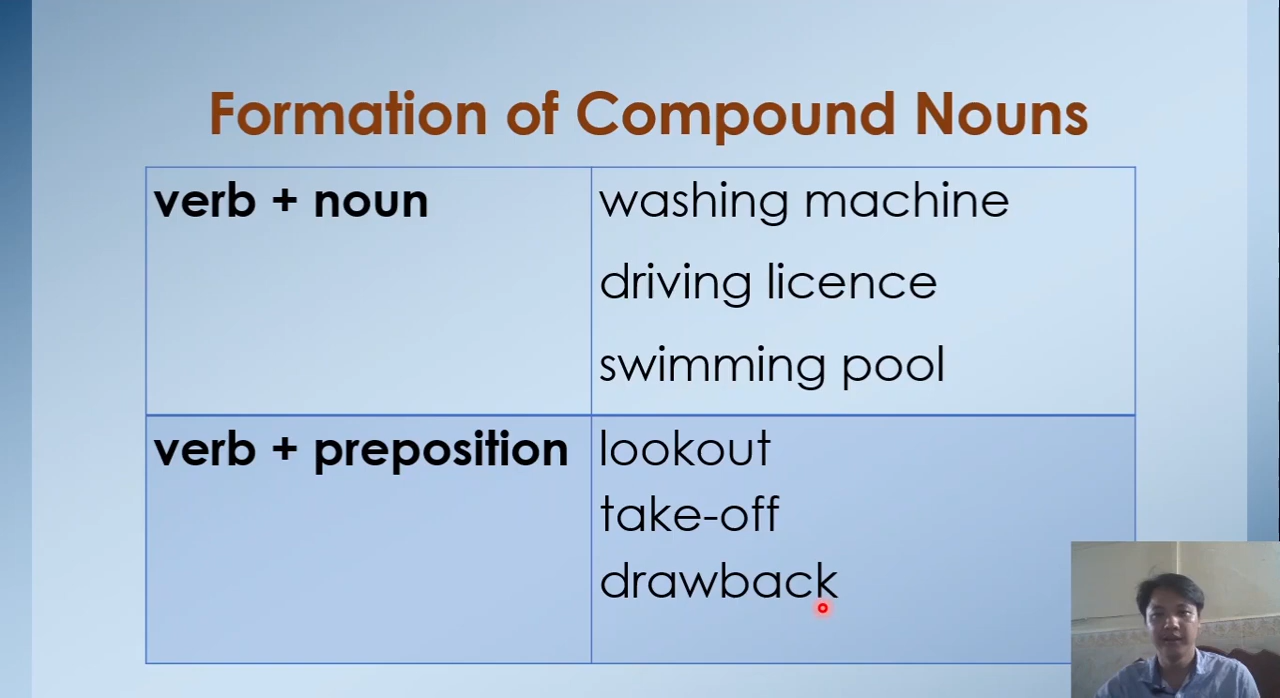 Formation of Compound Nouns
verb + noun
washing machine
driving licence
swimming pool
verb + preposition
lookout
take-off
drawback